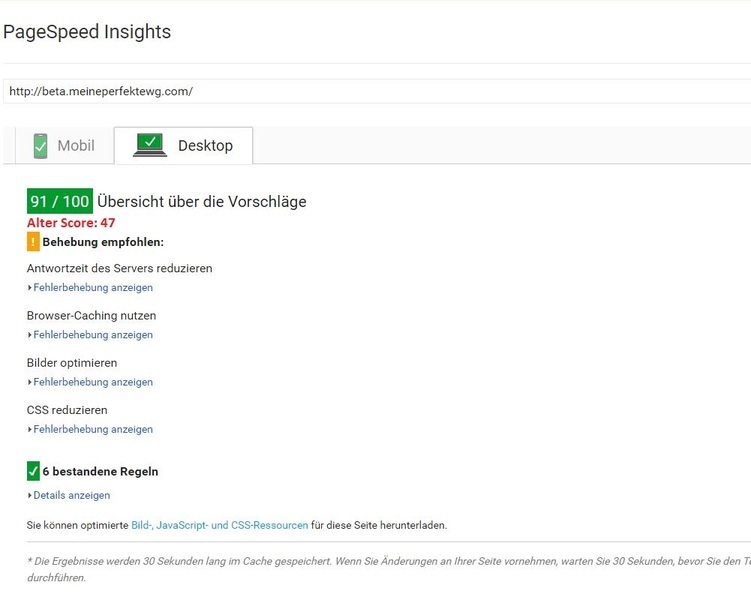 PageSpeed Insights
http://beta.meineperfektewg.com/
Mobil
Desktop
91 / 100 Übersicht über die Vorschläge
Alter Score: 47
! Behebung empfohlen:
Antwortzeit des Servers reduzieren
Fehlerbehebung anzeigen
Browser-Caching nutzen
Fehlerbehebung anzeigen
Bilder optimieren
Fehlerbehebung anzeigen
CSS reduzieren
Fehlerbehebung anzeigen
6 bestandene Regeln
Details anzeigen
Sie können optimierte Bild-, JavaScript- und CSS-Ressourcen für diese Seite herunterladen.
* Die Ergebnisse werden 30 Sekunden lang im Cache gespeichert. Wenn Sie Änderungen an Ihrer Seite vornehmen, warten Sie 30 Sekunden, bevor Sie den
durchführen.